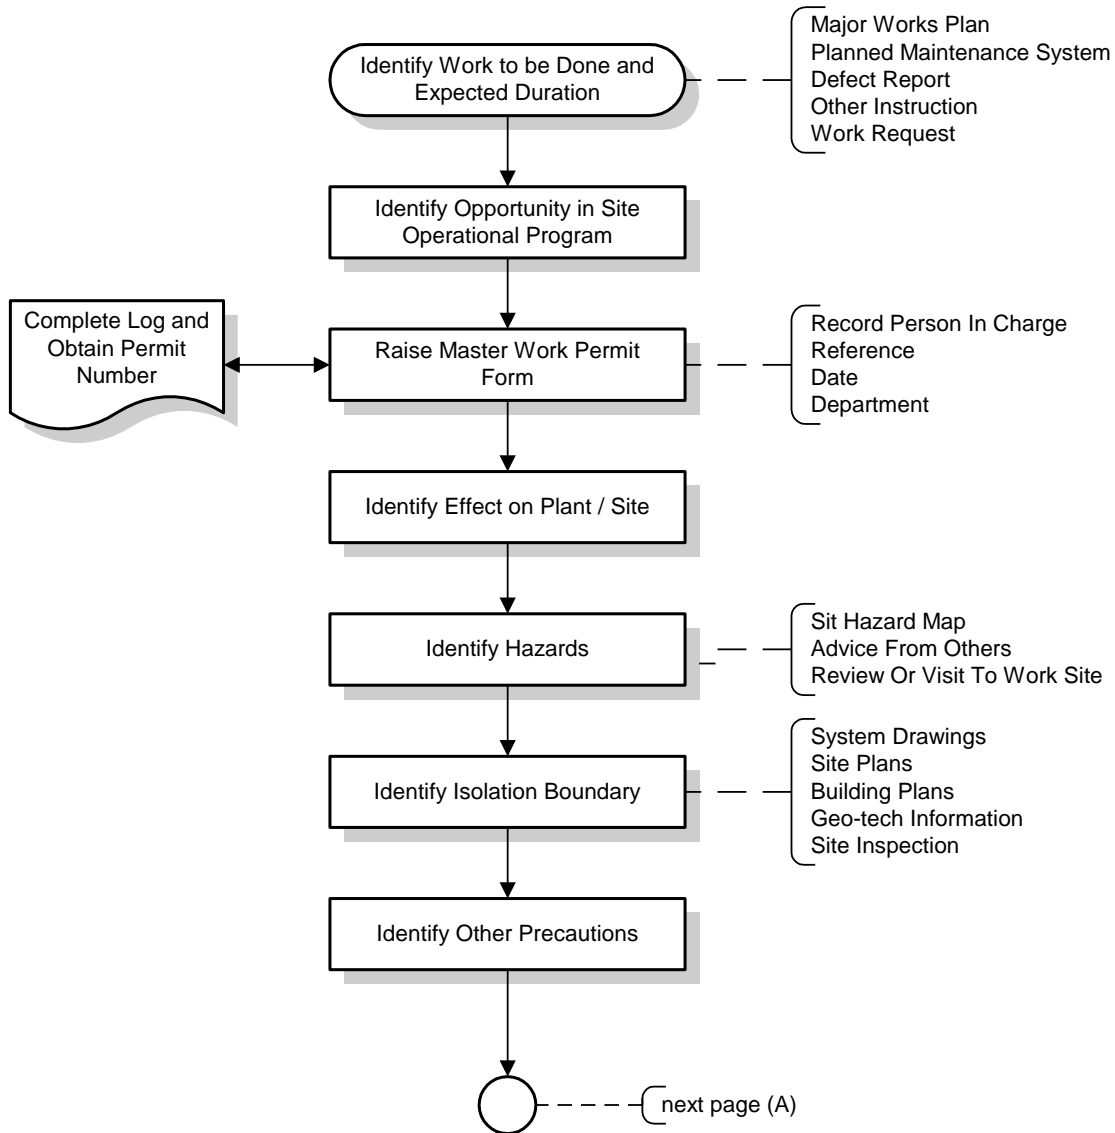 Identify Work to be Done and
Expected Duration
Major Works Plan
Planned Maintenance System
Defect Report
Other Instruction
Work Request
Identify Opportunity in Site
Operational Program
Complete Log and
Obtain Permit
Number
Raise Master Work Permit
Form
Record Person In Charge
Reference
Date
Department
Identify Effect on Plant / Site
Identify Hazards
Sit Hazard Map
Advice From Others
Review Or Visit To Work Site
Identify Isolation Boundary
System Drawings
Site Plans
Building Plans
Geo-tech Information
Site Inspection
Identify Other Precautions
next page (A)